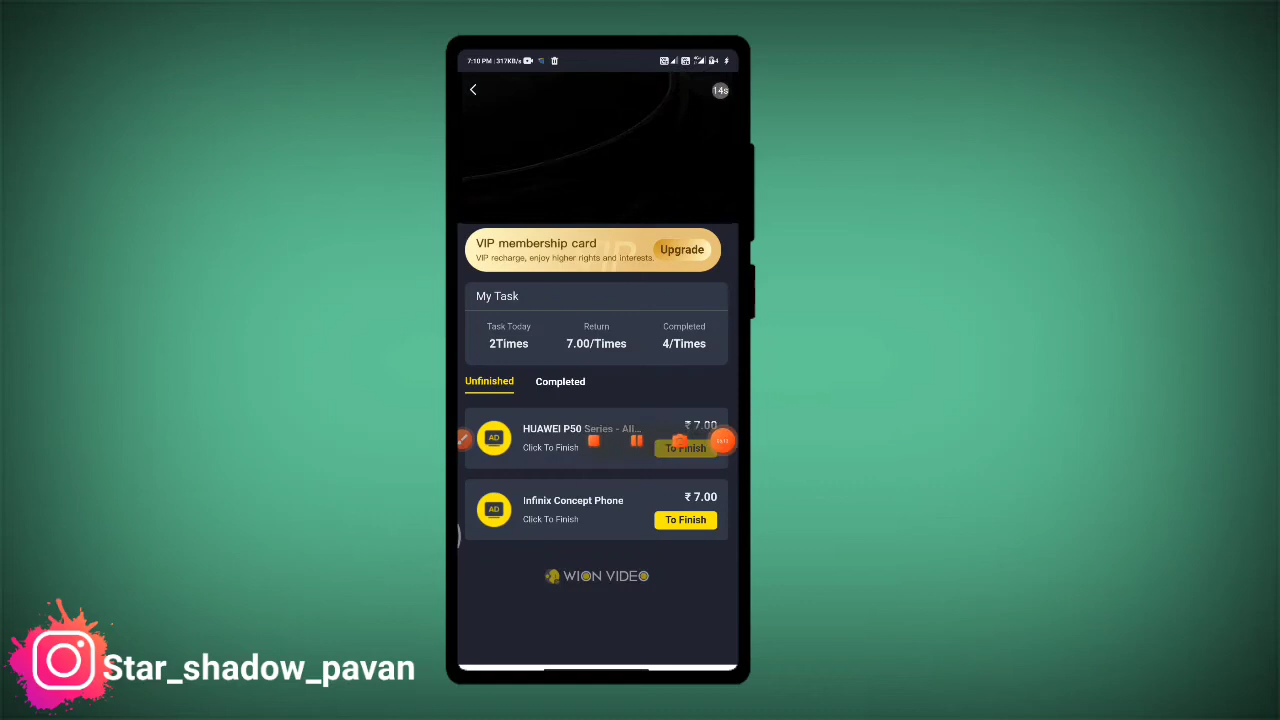 7:10 PM 317KB/s
14s
VIP membership card
VIP recharge, enjoy higher rights and interests.
Upgrade
My Task
Task Today Return Completed
2Times 7.00/Times 4/Times
Unfinished Completed
HUAWEI P50 Series - All...
₹ 7.00
AD
Click To Finish
To Finish
Infinix Concept Phone
₹ 7.00
AD
Click To Finish
To Finish
WION VIDEO
Star_shadow_pavan